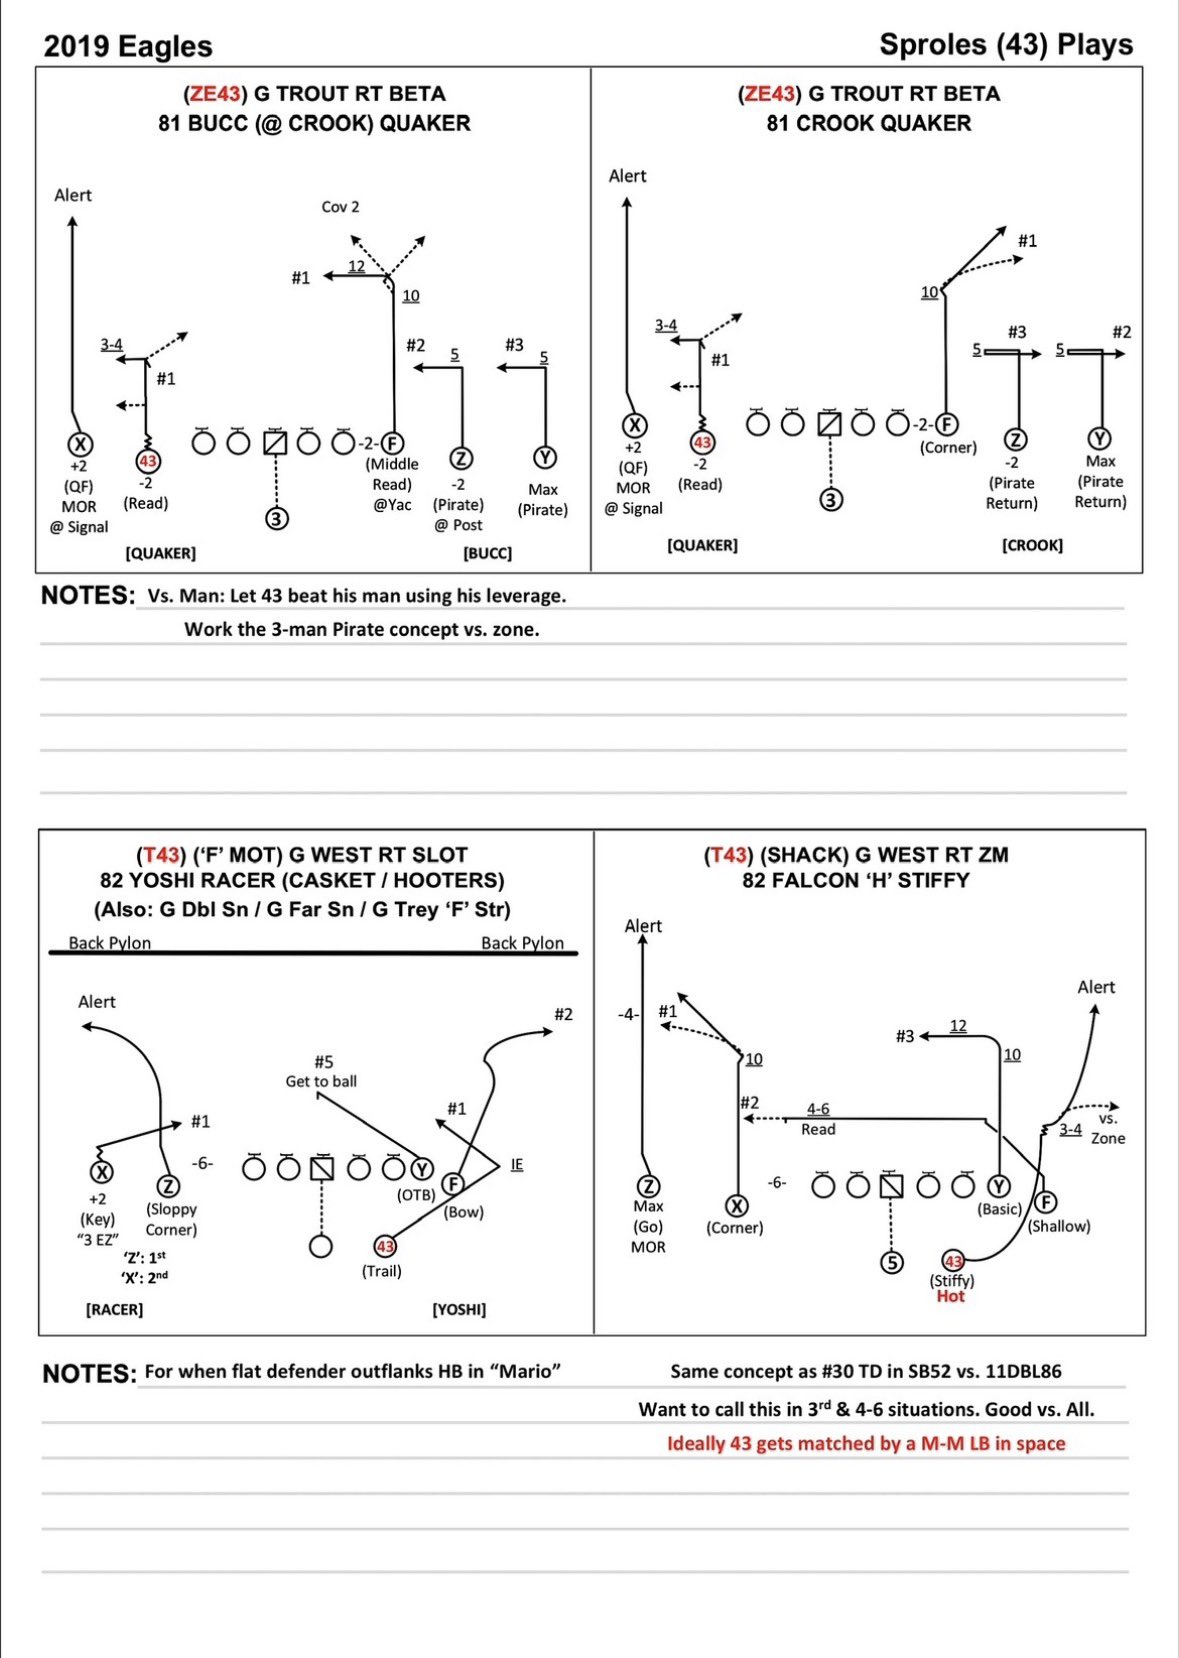 2019 Eagles
Sproles (43) Plays
(ZE43) G TROUT RT BETA
81 BUCC (@ CROOK) QUAKER
Alert
Cov 2
#1
12
10
3-4
#1
#2
5
#3
5
X
43
-2-
F
Z
Y
+2
(QF)
MOR
@ Signal
-2
(Read)
3
(Middle
Read)
@Yac
-2
(Pirate)
@ Post
Max
(Pirate)
[QUAKER]
[BUCC]
(ZE43) G TROUT RT BETA
81 CROOK QUAKER
Alert
#1
10
3-4
#1
5
#3
5
#2
X
43
-2-
F
Z
Y
+2
(QF)
MOR
@ Signal
-2
(Read)
3
(Corner)
-2
(Pirate
Return)
Max
(Pirate
Return)
[QUAKER]
[CROOK]
NOTES: Vs. Man: Let 43 beat his man using his leverage.
Work the 3-man Pirate concept vs. zone.
(T43) (‘F’ MOT) G WEST RT SLOT
82 YOSHI RACER (CASKET / HOOTERS)
(Also: G Dbl Sn / G Far Sn / G Trey ‘F’ Str)
Back Pylon
Back Pylon
Alert
#2
#5
Get to ball
#1
#1
-6-
IE
X
Z
Y
F
+2
(Key)
“3 EZ”
(Sloppy
Corner)
(OTB)
(Bow)
‘Z’: 1st
‘X’: 2nd
43
(Trail)
[RACER]
[YOSHI]
(T43) (SHACK) G WEST RT ZM
82 FALCON ‘H’ STIFFY
Alert
Alert
-4-
#1
#3
12
10
10
#2
4-6
Read
3-4
vs.
Zone
-6-
Z
X
Y
F
Max
(Go)
MOR
(Corner)
(Basic)
(Shallow)
5
43
(Stiffy)
Hot
NOTES: For when flat defender outflanks HB in “Mario”
Same concept as #30 TD in SB52 vs. 11DBL86
Want to call this in 3rd & 4-6 situations. Good vs. All.
Ideally 43 gets matched by a M-M LB in space